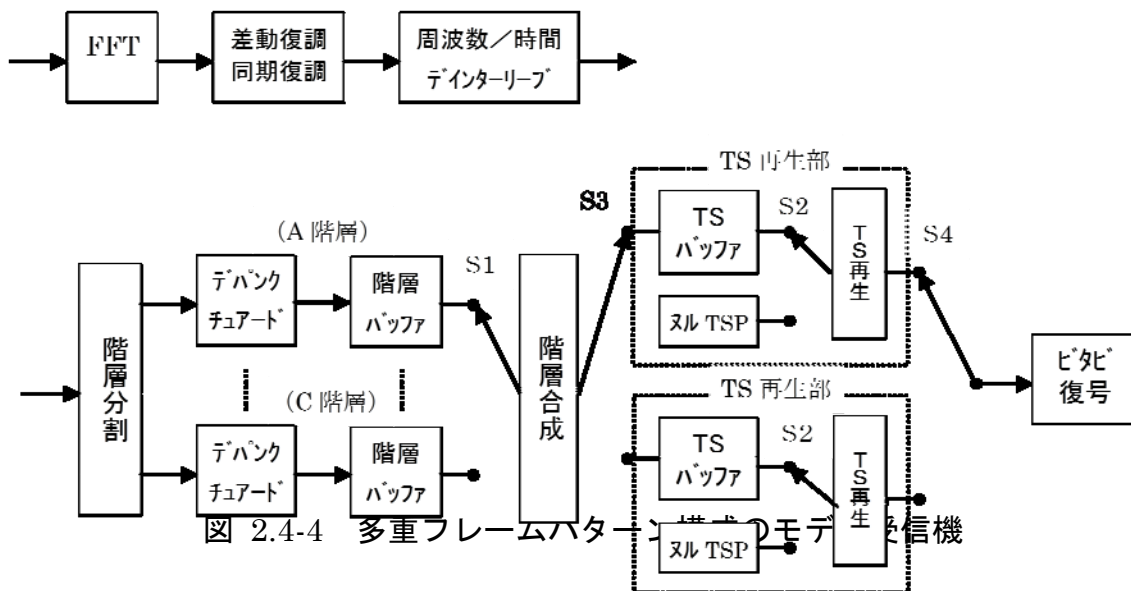 FFT
差動復調
同期復調
周波数/時間
デインターリーブ
TS 再生部
S3
TS
バッファ
S2
TS再生
S4
ヌル TSP
(A 階層)
デパンク
チュアード
階層
バッファ
S1
階層分割
階層合成
ビタビ
復号
(C 階層)
デパンク
チュアード
階層
バッファ
TS 再生部
TS
バッファ
S2
TS再生
ヌル TSP
図 2.4-4 多重フレームパターン構成のモデ 受信機